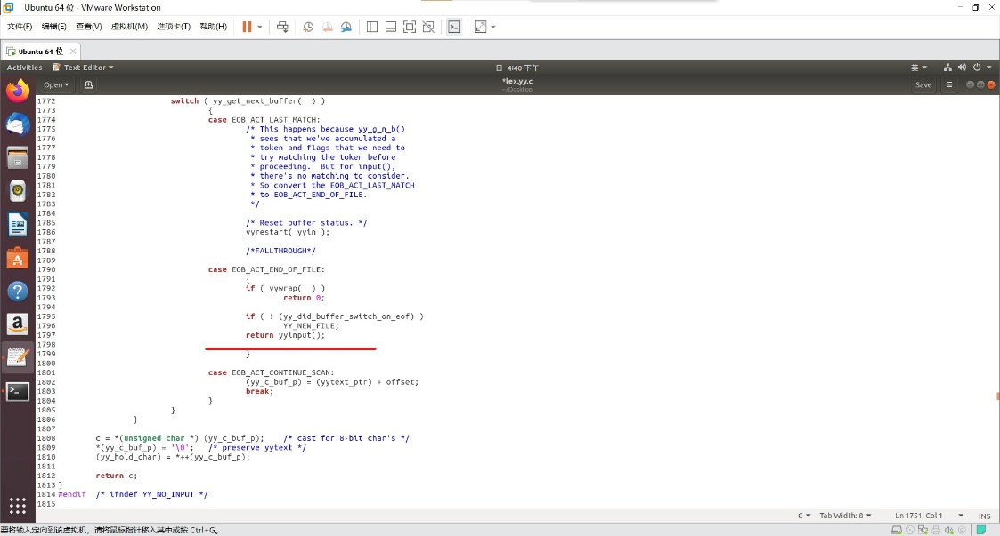 Ubuntu 64 位 - VMware Workstation
文件(F) 编辑(E) 查看(V) 虚拟机(M) 选项卡(T) 帮助(H)
Ubuntu 64 位
Activities Text Editor 日 4:40 下午 英
Open *lex.yy.c Save
~/Desktop
1772 switch ( yy_get_next_buffer( ) )
1773 {
1774 case EOB_ACT_LAST_MATCH:
1775 /* This happens because yy_g_n_b()
1776 * sees that we've accumulated a
1777 * token and flags that we need to
1778 * try matching the token before
1779 * proceeding. But for input(),
1780 * there's no matching to consider.
1781 * So convert the EOB_ACT_LAST_MATCH
1782 * to EOB_ACT_END_OF_FILE.
1783 */
1784
1785 /* Reset buffer status. */
1786 yyrestart( yyin );
1787
1788 /*FALLTHROUGH*/
1789
1790 case EOB_ACT_END_OF_FILE:
1791 {
1792 if ( yywrap( ) )
1793 return 0;
1794
1795 if ( ! (yy_did_buffer_switch_on_eof) )
1796 YY_NEW_FILE;
1797 return yyinput();
1798
1799 }
1800
1801 case EOB_ACT_CONTINUE_SCAN:
1802 (yy_c_buf_p) = (yytext_ptr) + offset;
1803 break;
1804 }
1805 }
1806 }
1807
1808 c = *(unsigned char *) (yy_c_buf_p); /* cast for 8-bit char's */
1809 *(yy_c_buf_p) = '\0'; /* preserve yytext */
1810 (yy_hold_char) = *++(yy_c_buf_p);
1811
1812 return c;
1813 }
1814 #endif /* ifndef YY_NO_INPUT */
1815
C Tab Width: 8 Ln 1751, Col 1 INS
要将输入定向到该虚拟机，请将鼠标指针移入其中或按 Ctrl+G。